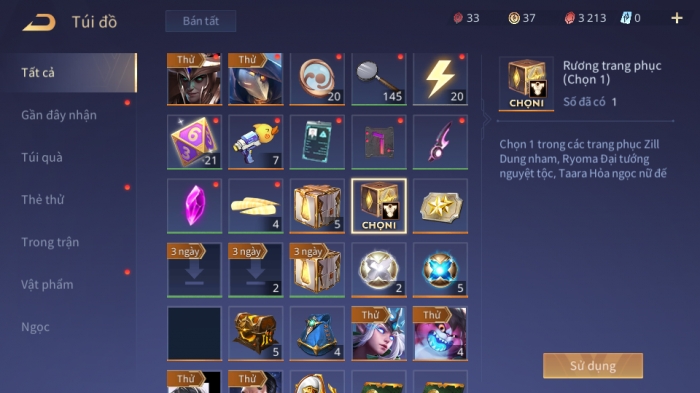 Túi đồ
Bán tất
33
37
3 213
0
Tất cả
Gần đây nhận
Túi quà
Thẻ thử
Trong trận
Vật phẩm
Ngọc
Thử
Thử
20
145
20
6
3
21
7
4
5
CHỌN1
3 ngày
3 ngày
2
3 ngày
2
5
5
4
Thử
Thử
4
Thử
Thử
CHỌN1
Rương trang phục
(Chọn 1)
Số đã có 1
Chọn 1 trong các trang phục Zill
Dung nham, Ryoma Đại tướng
nguyệt tộc, Taara Hỏa ngọc nữ đế
Sử dụng